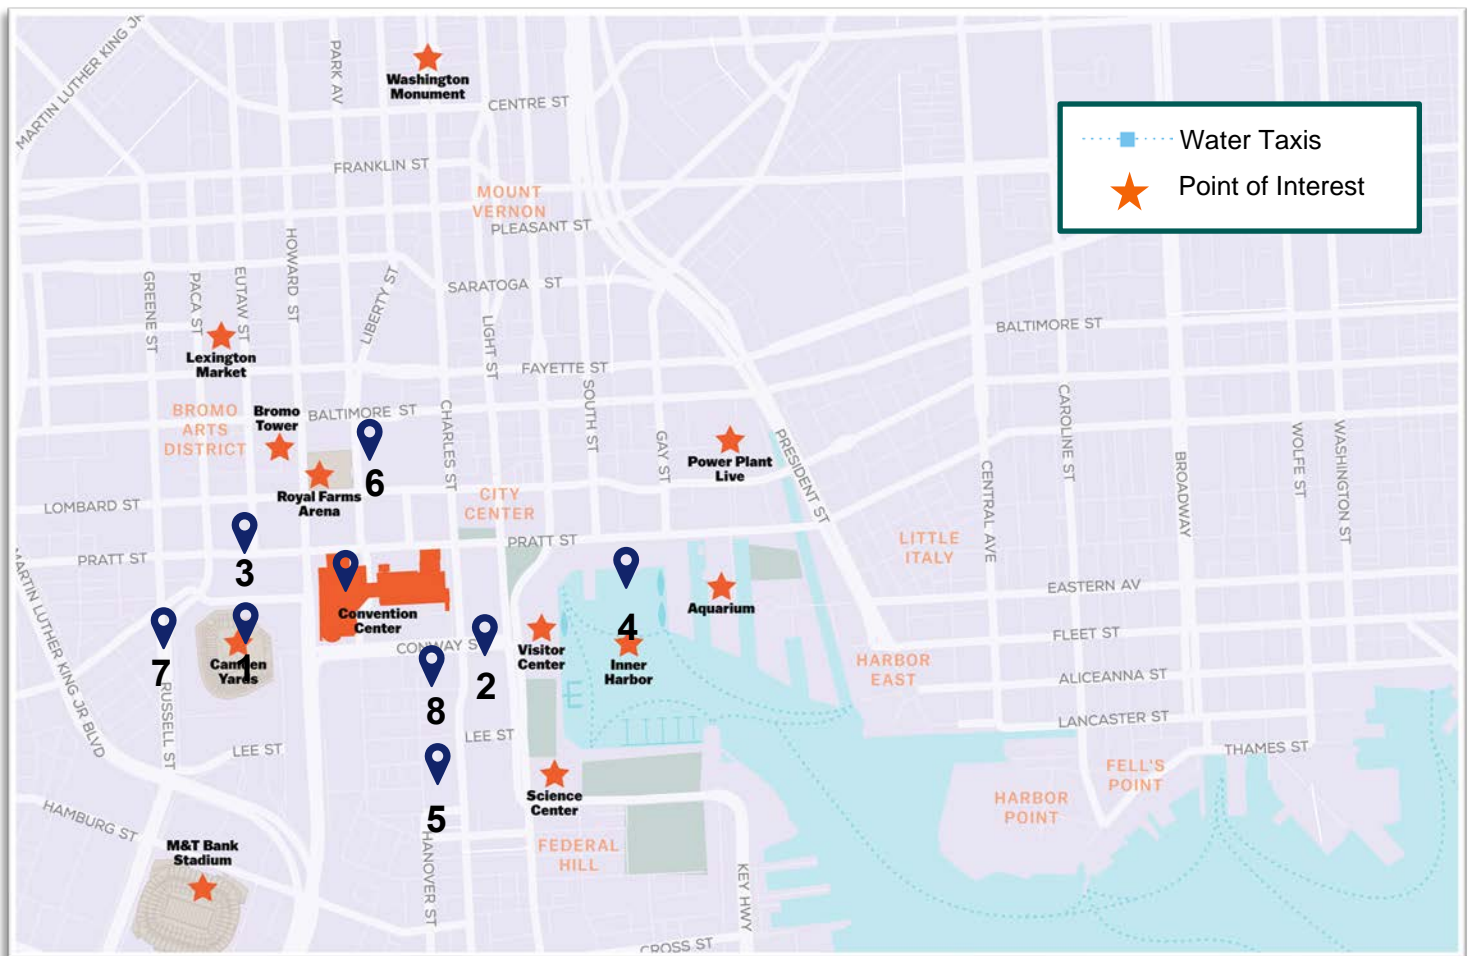 MARTIN LUTHER KING JR
PARK AV
Washington
Monument
CENTRE ST
Water Taxis
Point of Interest
FRANKLIN ST
MOUNT
VERNON
PLEASANT ST
HOWARD ST
GREENE ST
PACA ST
EUTAW ST
LIBERTY ST
SARATOGA ST
LIGHT ST
BALTIMORE ST
Lexington
Market
FAYETTE ST
SOUTH ST
CAROLINE ST
BROMO
ARTS
DISTRICT
Bromo
Tower
BALTIMORE ST
CHARLES ST
GAY ST
Power Plant
Live
PRESIDENT ST
CENTRAL AVE
BROADWAY
WOLFE ST
WASHINGTON ST
6
Royal Farms
Arena
CITY
CENTER
LOMBARD ST
PRATT ST
PRATT ST
LITTLE
ITALY
3
EASTERN AV
MARTIN LUTHER KING JR BLVD
Convention
Center
4
Aquarium
FLEET ST
CONWAY S
Visitor
Center
Inner
Harbor
HARBOR
EAST
7
Camden
Yards
1
2
8
ALICEANNA ST
RUSSELL ST
LANCASTER ST
LEE ST
LEE ST
THAMES ST
FELL'S
POINT
HARBOR
POINT
Science
Center
5
HAMBURG ST
M&T Bank
Stadium
HANOVER ST
FEDERAL
HILL
KEY HWY
CROSS ST